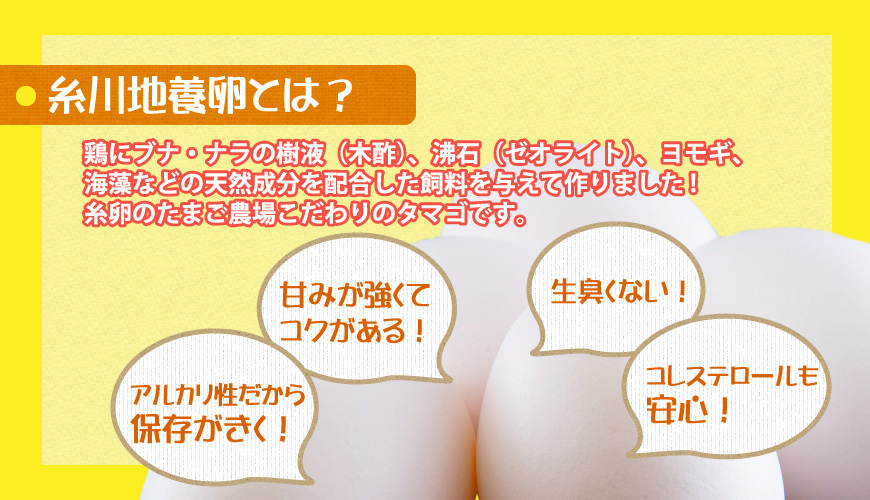 糸川地養卵とは？
鶏にブナ・ナラの樹液（木酢）、沸石（ゼオライト）、ヨモギ、
海藻などの天然成分を配合した飼料を与えて作りました！
糸卵のたまご農場こだわりのタマゴです。
甘みが強くて
コクがある！
生臭くない！
アルカリ性だから
保存がきく！
コレステロールも
安心！